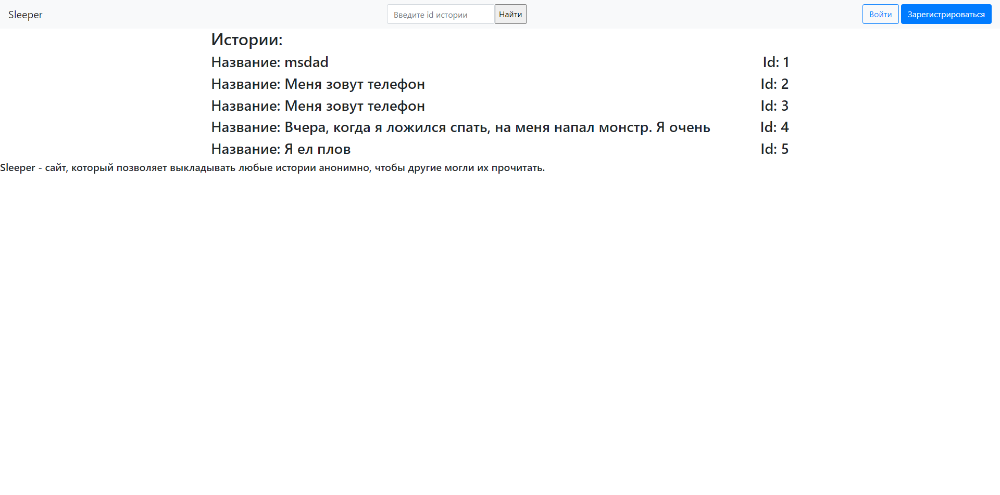 Sleeper Введите id истории Найти Войти Зарегистрироваться
Истории:
Название: msdad Id: 1
Название: Меня зовут телефон Id: 2
Название: Меня зовут телефон Id: 3
Название: Вчера, когда я ложился спать, на меня напал монстр. Я очень Id: 4
Название: Я ел плов Id: 5
Sleeper - сайт, который позволяет выкладывать любые истории анонимно, чтобы другие могли их прочитать.